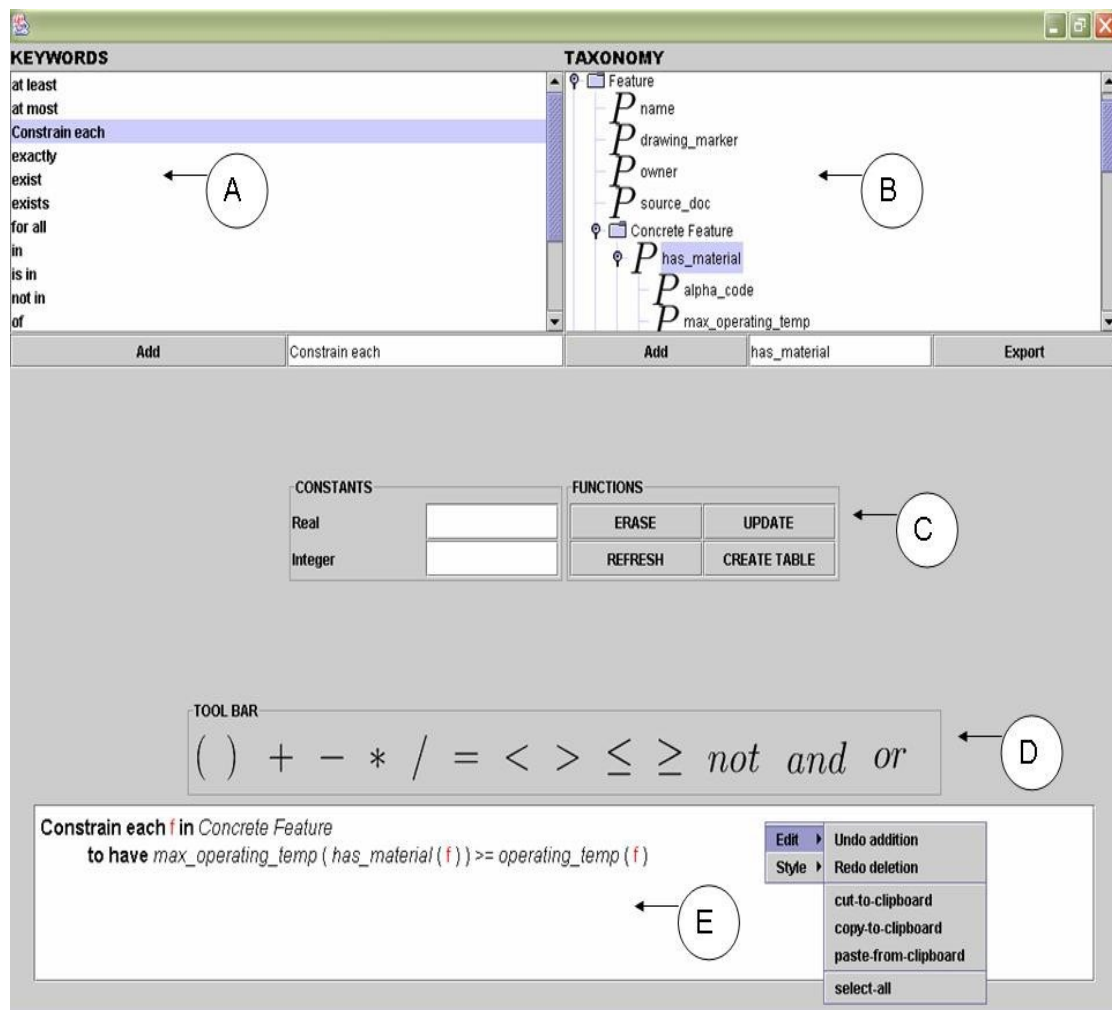 KEYWORDS
at least
at most
Constrain each
exactly
exist
exists
for all
in
is in
not in
of
A
Add
Constrain each
TAXONOMY
Feature
P name
P drawing_marker
P owner
P source_doc
Concrete Feature
P has_material
P alpha_code
P max_operating_temp
B
Add
has_material
Export
CONSTANTS
Real
Integer
FUNCTIONS
ERASE
UPDATE
REFRESH
CREATE TABLE
C
TOOL BAR
( ) + - * / = < > ≤ ≥ not and or
D
Constrain each f in Concrete Feature
to have max_operating_temp ( has_material ( f ) ) >= operating_temp ( f )
E
Edit
Style
Undo addition
Redo deletion
cut-to-clipboard
copy-to-clipboard
paste-from-clipboard
select-all